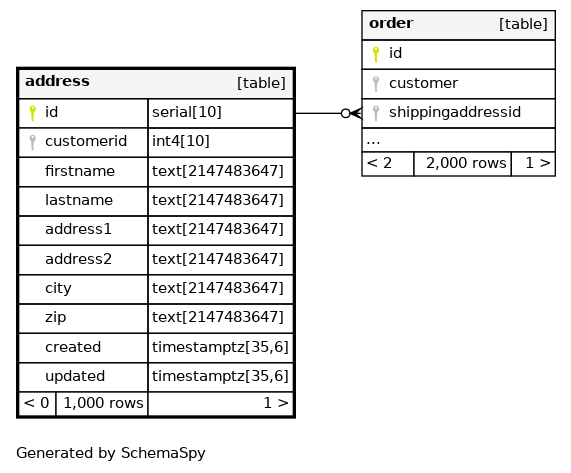 order [table]
id
customer
shippingaddressid
...
< 2 2,000 rows 1 >
address [table]
id serial[10]
customerid int4[10]
firstname text[2147483647]
lastname text[2147483647]
address1 text[2147483647]
address2 text[2147483647]
city text[2147483647]
zip text[2147483647]
created timestamptz[35,6]
updated timestamptz[35,6]
< 0 1,000 rows 1 >
Generated by SchemaSpy